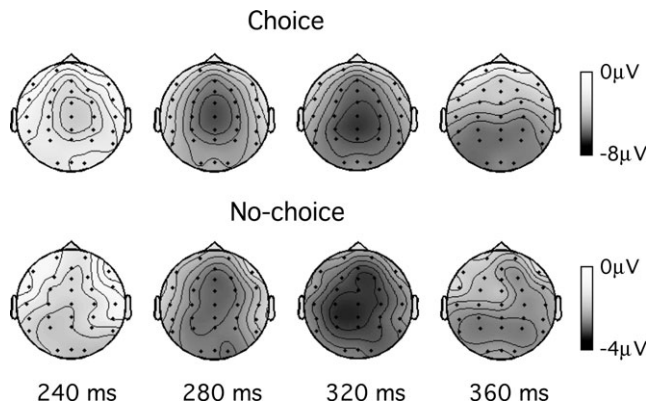 Choice
0μV
-8μV
No-choice
0μV
-4μV
240 ms 280 ms 320 ms 360 ms